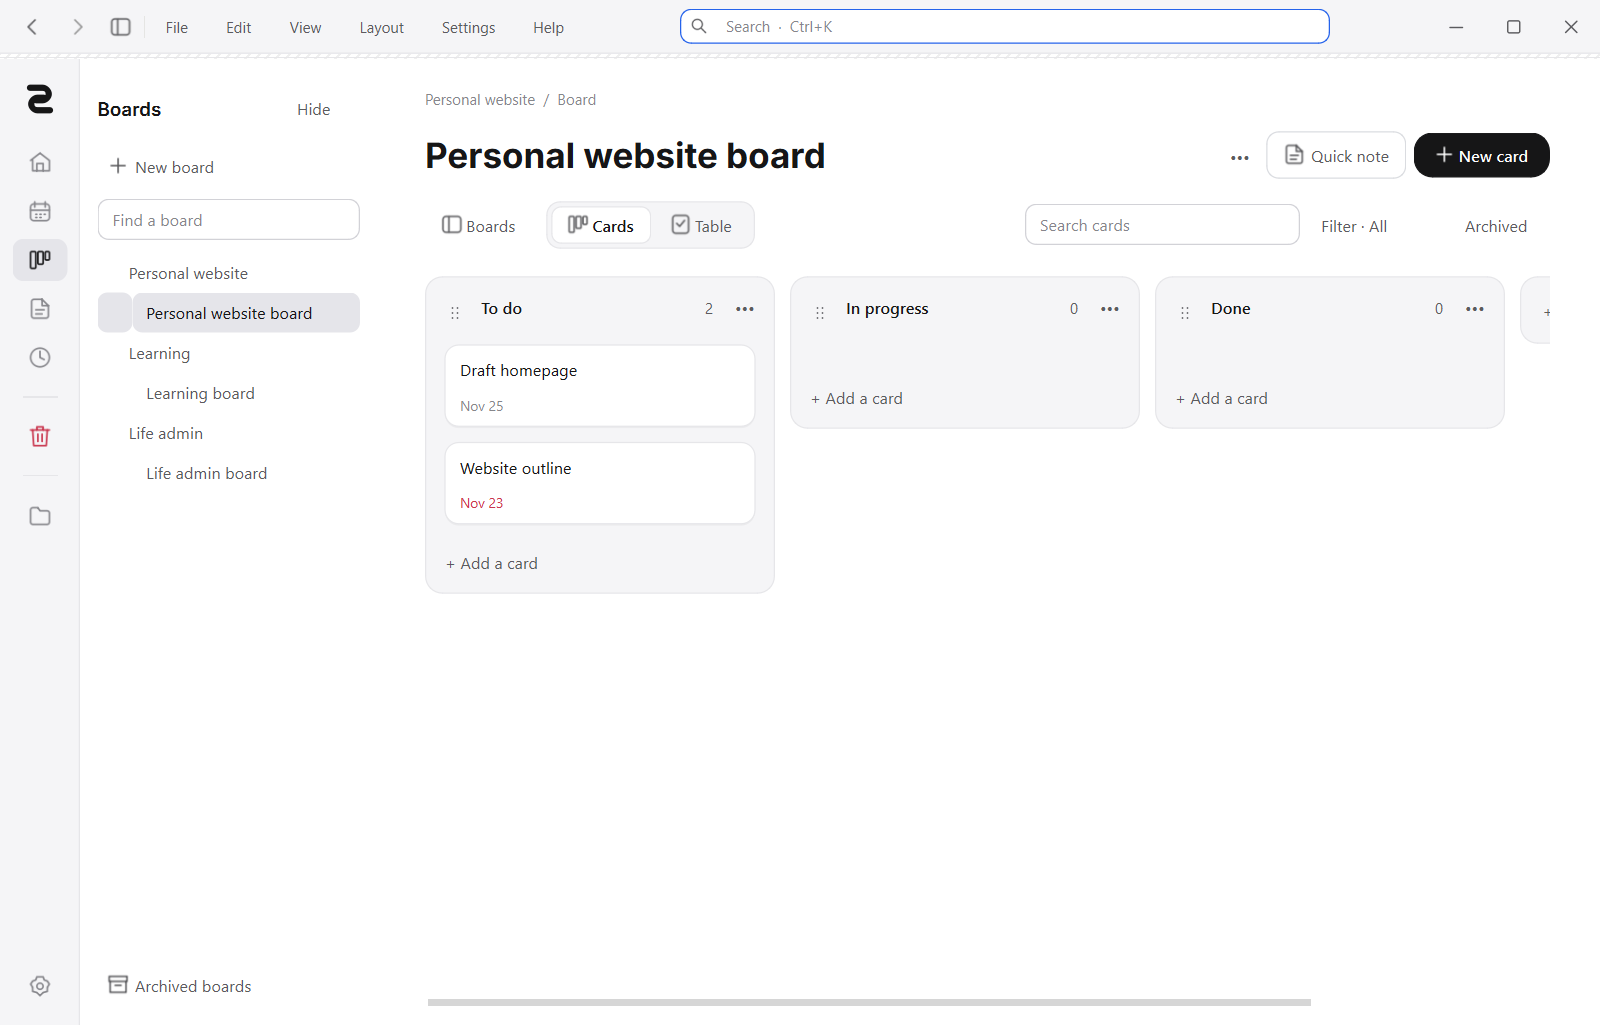 File Edit View Layout Settings Help Search · Ctrl+K
Boards Hide
New board
Find a board
Personal website
Personal website board
Learning
Learning board
Life admin
Life admin board
Archived boards
Personal website / Board
Personal website board
••• Quick note New card
Boards Cards Table Search cards Filter · All Archived
To do 2 •••
Draft homepage
Nov 25
Website outline
Nov 23
+ Add a card
In progress 0 •••
+ Add a card
Done 0 •••
+ Add a card
+